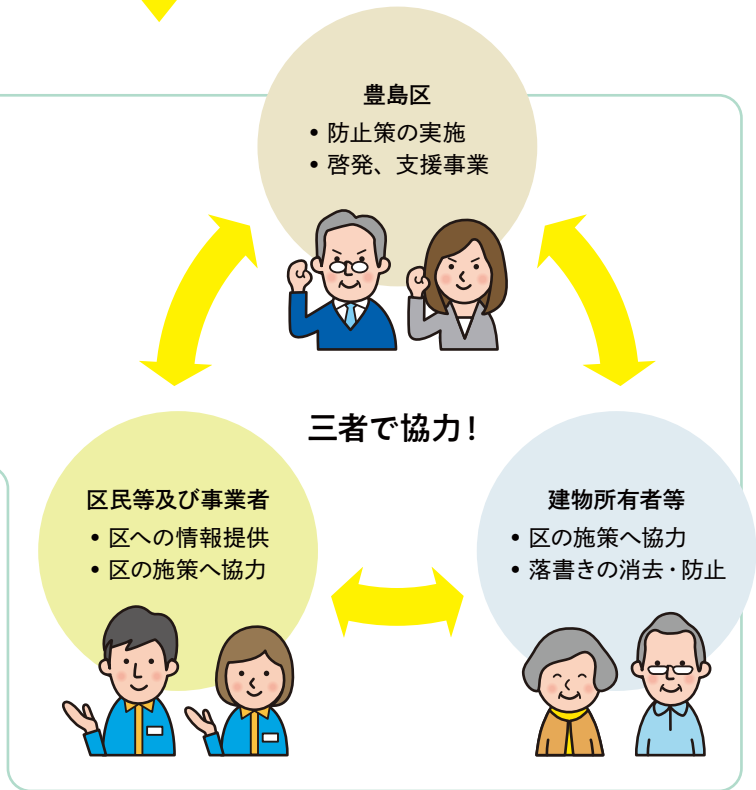 豊島区
• 防止策の実施
• 啓発、支援事業
三者で協力！
区民等及び事業者
• 区への情報提供
• 区の施策へ協力
建物所有者等
• 区の施策へ協力
• 落書きの消去・防止